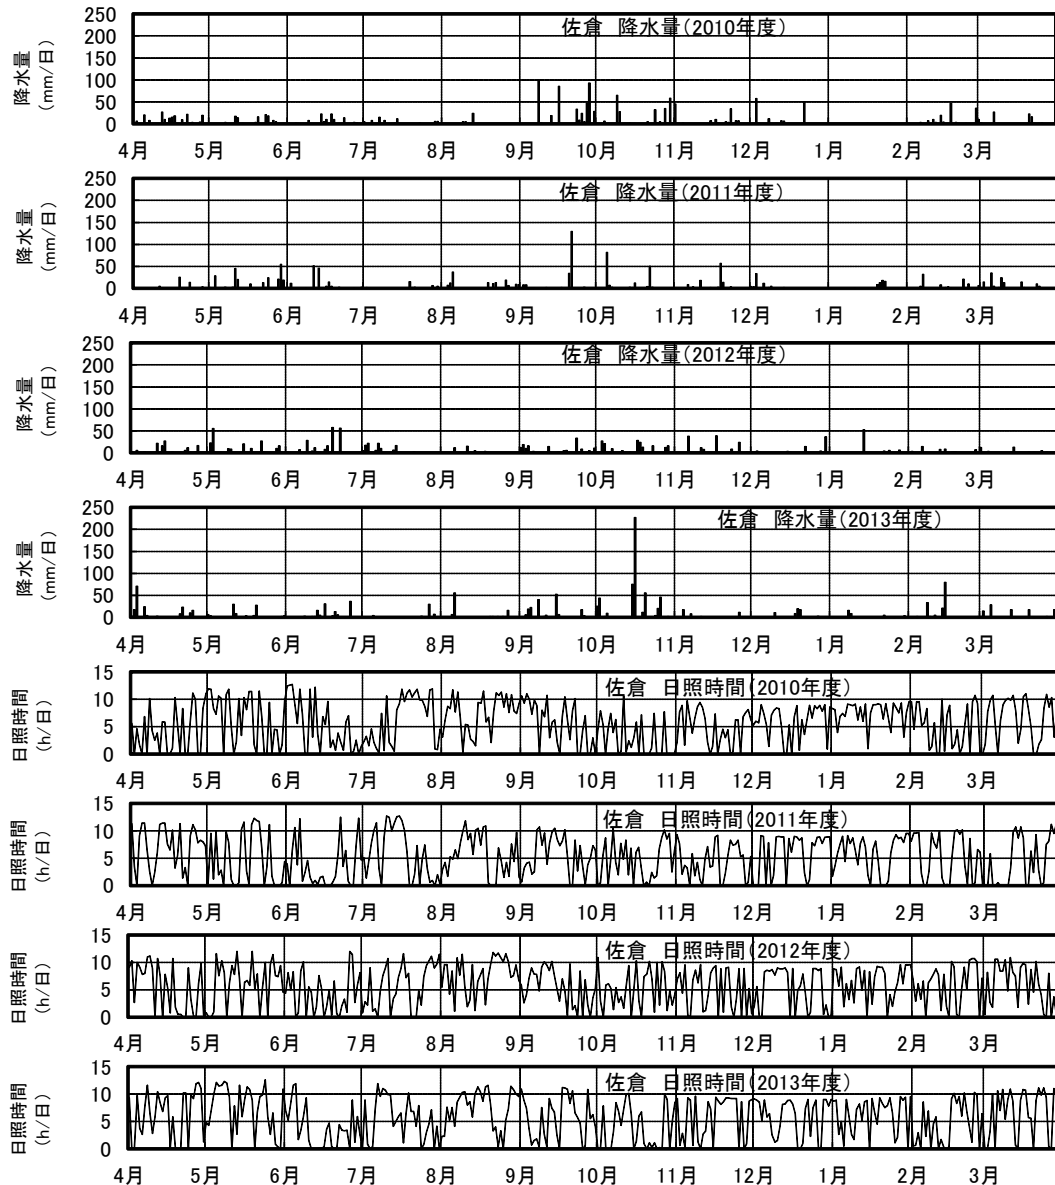 佐倉 降水量(2010年度)
降水量
(mm/日)
250
200
150
100
50
0
4月 5月 6月 7月 8月 9月 10月 11月 12月 1月 2月 3月
佐倉 降水量(2011年度)
降水量
(mm/日)
250
200
150
100
50
0
4月 5月 6月 7月 8月 9月 10月 11月 12月 1月 2月 3月
佐倉 降水量(2012年度)
降水量
(mm/日)
250
200
150
100
50
0
4月 5月 6月 7月 8月 9月 10月 11月 12月 1月 2月 3月
佐倉 降水量(2013年度)
降水量
(mm/日)
250
200
150
100
50
0
4月 5月 6月 7月 8月 9月 10月 11月 12月 1月 2月 3月
佐倉 日照時間(2010年度)
日照時間
(h/日)
15
10
5
0
4月 5月 6月 7月 8月 9月 10月 11月 12月 1月 2月 3月
佐倉 日照時間(2011年度)
日照時間
(h/日)
15
10
5
0
4月 5月 6月 7月 8月 9月 10月 11月 12月 1月 2月 3月
佐倉 日照時間(2012年度)
日照時間
(h/日)
15
10
5
0
4月 5月 6月 7月 8月 9月 10月 11月 12月 1月 2月 3月
佐倉 日照時間(2013年度)
日照時間
(h/日)
15
10
5
0
4月 5月 6月 7月 8月 9月 10月 11月 12月 1月 2月 3月